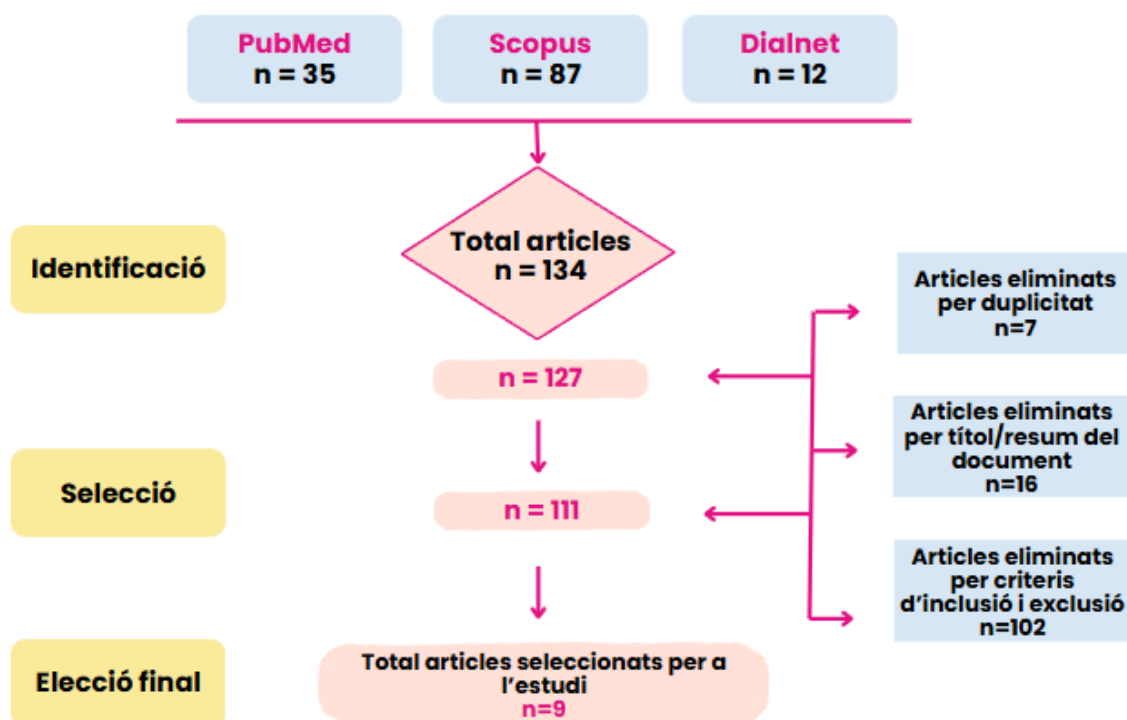 PubMed
n = 35
Scopus
n = 87
Dialnet
n = 12
Total articles
n = 134
Identificació
Articles eliminats
per duplicitat
n=7
n = 127
Articles eliminats
per títol/resum del
document
n=16
Selecció
n = 111
Articles eliminats
per criteris
d'inclusió i exclusió
n=102
Elecció final
Total articles seleccionats per a
l'estudi
n=9